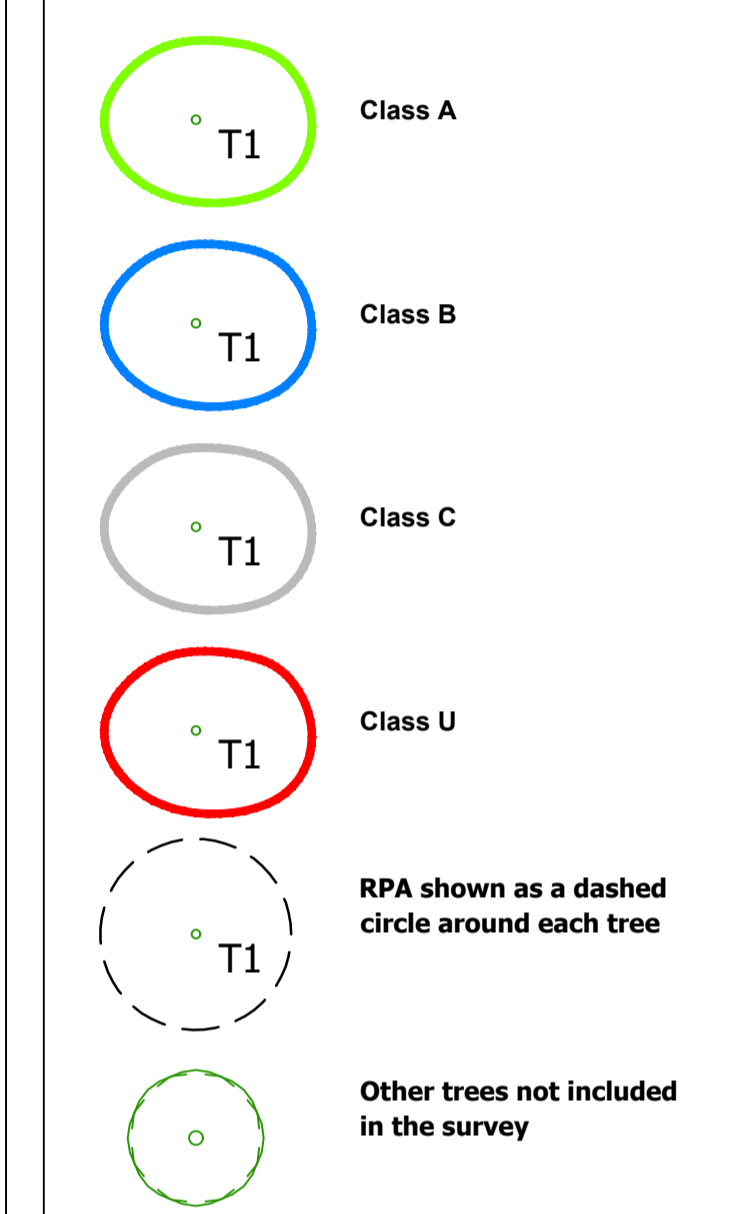 Class A
T1
Class B
T1
Class C
T1
Class U
T1
RPA shown as a dashed
circle around each tree
T1
Other trees not included
in the survey